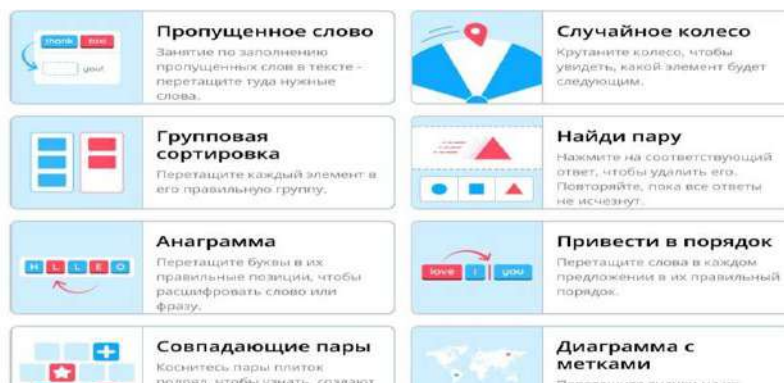 thank
taxi
you!
Пропущенное слово
Занятие по заполнению
пропущенных слов в тексте -
перетащите туда нужные
слова.
Случайное колесо
Крутаните колесо, чтобы
увидеть, какой элемент будет
следующим.
Групповая
сортировка
Перетащите каждый элемент в
его правильную группу.
Найди пару
Нажмите на соответствующий
ответ, чтобы удалить его.
Повторяйте, пока все ответы
не исчезнут.
H L L E O
Анаграмма
Перетащите буквы в их
правильные позиции, чтобы
расшифровать слово или
фразу.
love I you
Привести в порядок
Перетащите слова в каждом
предложении в их правильный
порядок.
Совпадающие пары
Коснитесь пары плиток
Диаграмма с
метками